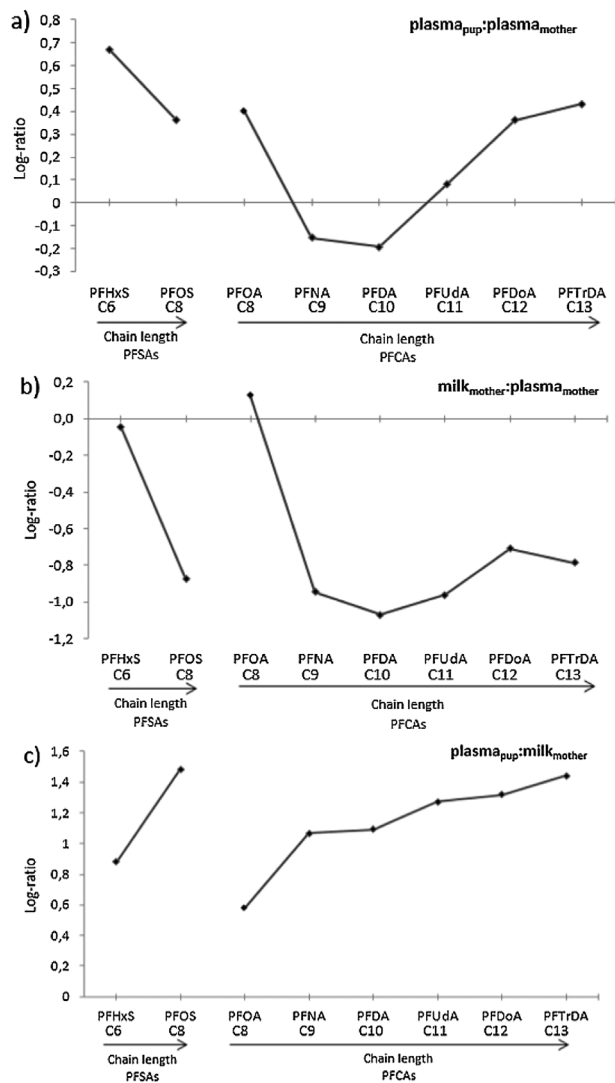 a)
plasmapup:plasmamother
Log-ratio
0,8
0,7
0,6
0,5
0,4
0,3
0,2
0,1
0
-0,1
-0,2
-0,3
PFHxS PFOS PFOA PFNA PFDA PFUdA PFDoA PFTrDA
C6 C8 C8 C9 C10 C11 C12 C13
Chain length Chain length
PFSAs PFCAs
b)
milkmother:plasmamother
Log-ratio
0,2
0,0
-0,2
-0,4
-0,6
-0,8
-1,0
-1,2
PFHxS PFOS PFOA PFNA PFDA PFUdA PFDoA PFTrDA
C6 C8 C8 C9 C10 C11 C12 C13
Chain length Chain length
PFSAs PFCAs
c)
plasmapup:milkmother
Log-ratio
1,6
1,4
1,2
1
0,8
0,6
0,4
0,2
0
PFHxS PFOS PFOA PFNA PFDA PFUdA PFDoA PFTrDA
C6 C8 C8 C9 C10 C11 C12 C13
Chain length Chain length
PFSAs PFCAs